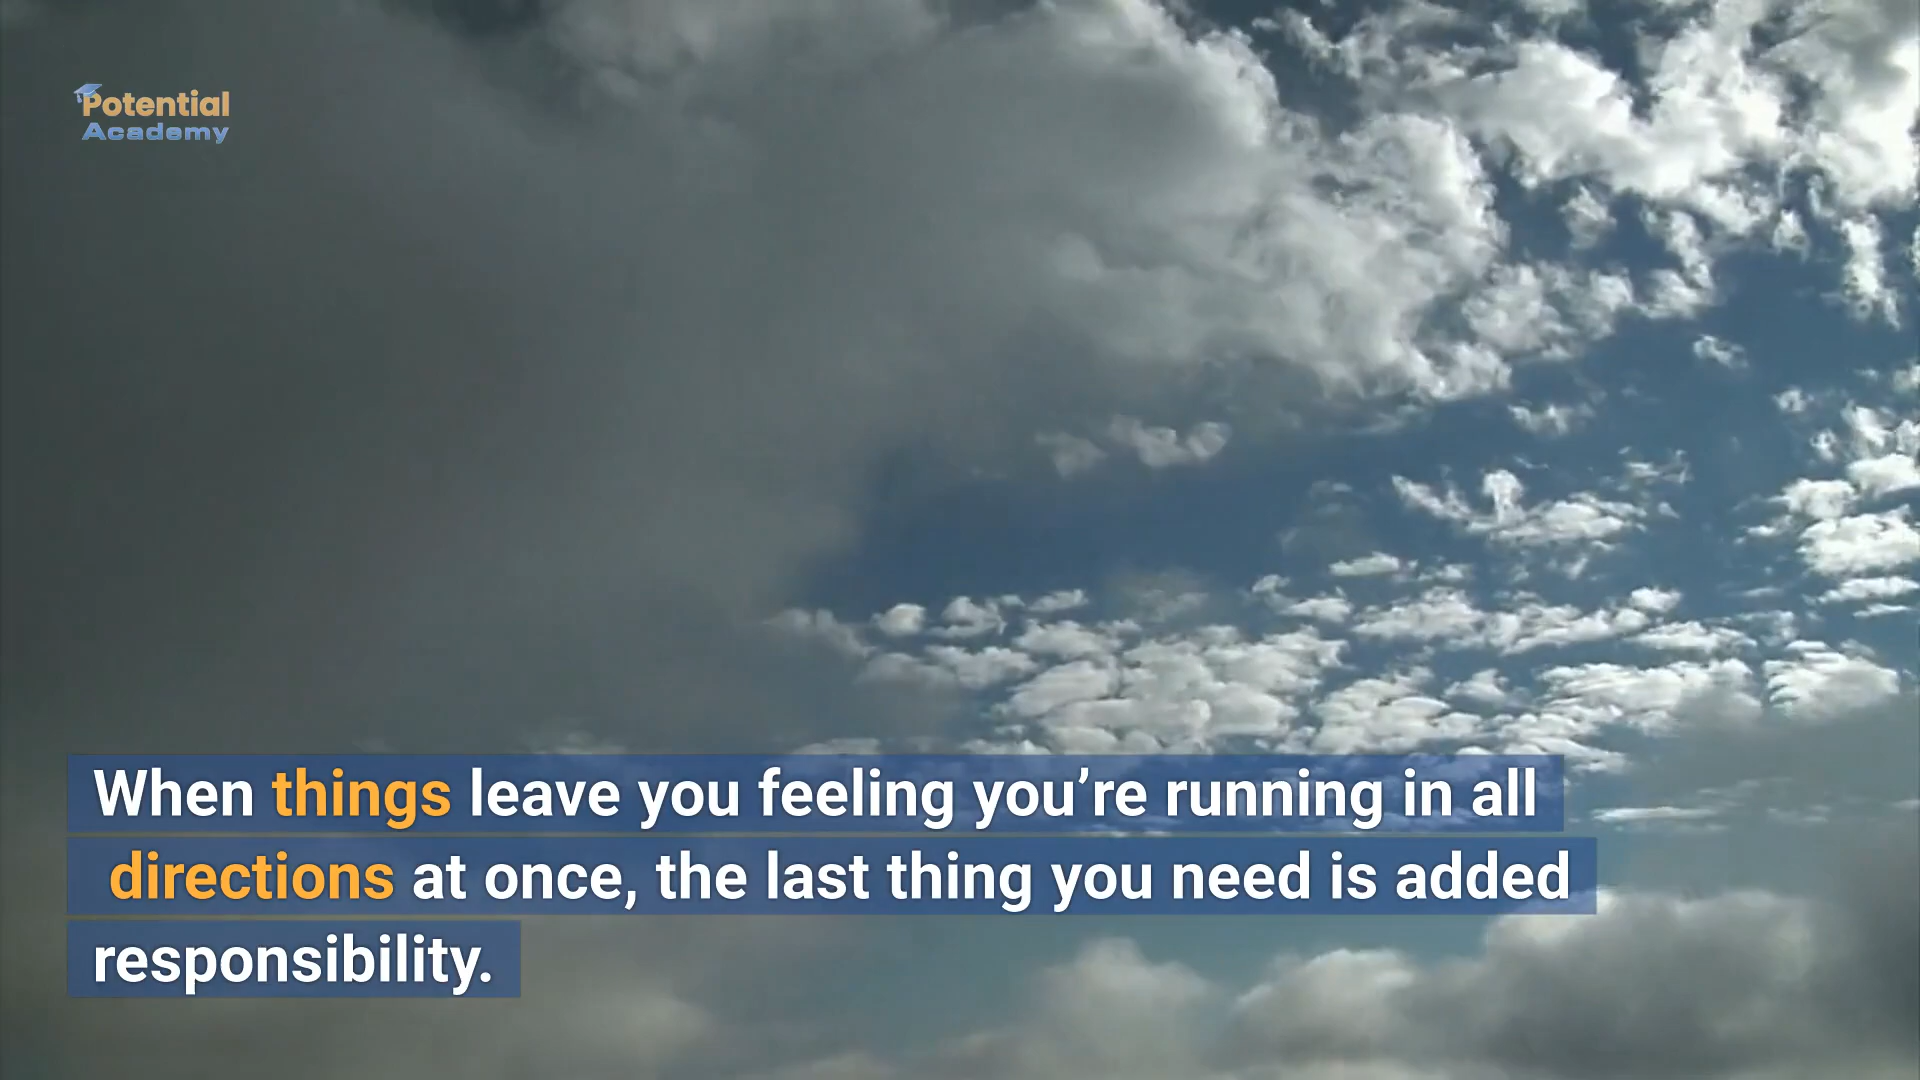 Potential
Academy
When things leave you feeling you’re running in all
directions at once, the last thing you need is added
responsibility.